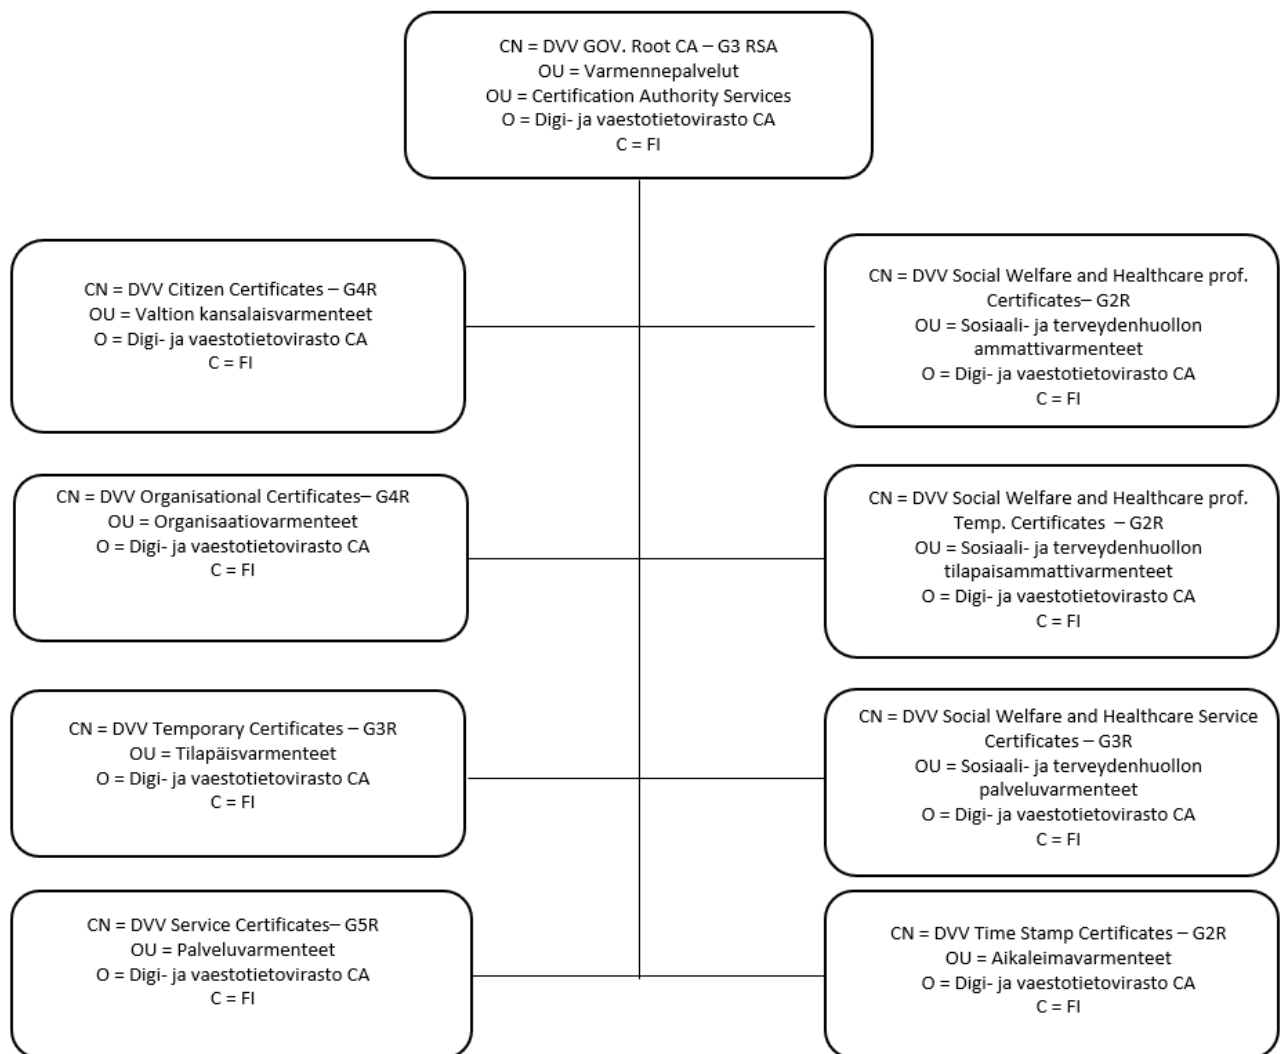 CN = DVV GOV. Root CA – G3 RSA
OU = Varmennepalvelut
OU = Certification Authority Services
O = Digi- ja vaestotietovirasto CA
C = FI
CN = DVV Citizen Certificates – G4R
OU = Valtion kansalaisvarmenteet
O = Digi- ja vaestotietovirasto CA
C = FI
CN = DVV Social Welfare and Healthcare prof.
Certificates– G2R
OU = Sosiaali- ja terveydenhuollon
ammattivarmenteet
O = Digi- ja vaestotietovirasto CA
C = FI
CN = DVV Organisational Certificates– G4R
OU = Organisaatiovarmenteet
O = Digi- ja vaestotietovirasto CA
C = FI
CN = DVV Social Welfare and Healthcare prof.
Temp. Certificates – G2R
OU = Sosiaali- ja terveydenhuollon
tilapaisammattivarmenteet
O = Digi- ja vaestotietovirasto CA
C = FI
CN = DVV Temporary Certificates – G3R
OU = Tilapäisvarmenteet
O = Digi- ja vaestotietovirasto CA
C = FI
CN = DVV Social Welfare and Healthcare Service
Certificates – G3R
OU = Sosiaali- ja terveydenhuollon
palveluvarmenteet
O = Digi- ja vaestotietovirasto CA
C = FI
CN = DVV Service Certificates– G5R
OU = Palveluvarmenteet
O = Digi- ja vaestotietovirasto CA
C = FI
CN = DVV Time Stamp Certificates – G2R
OU = Aikaleimavarmenteet
O = Digi- ja vaestotietovirasto CA
C = FI